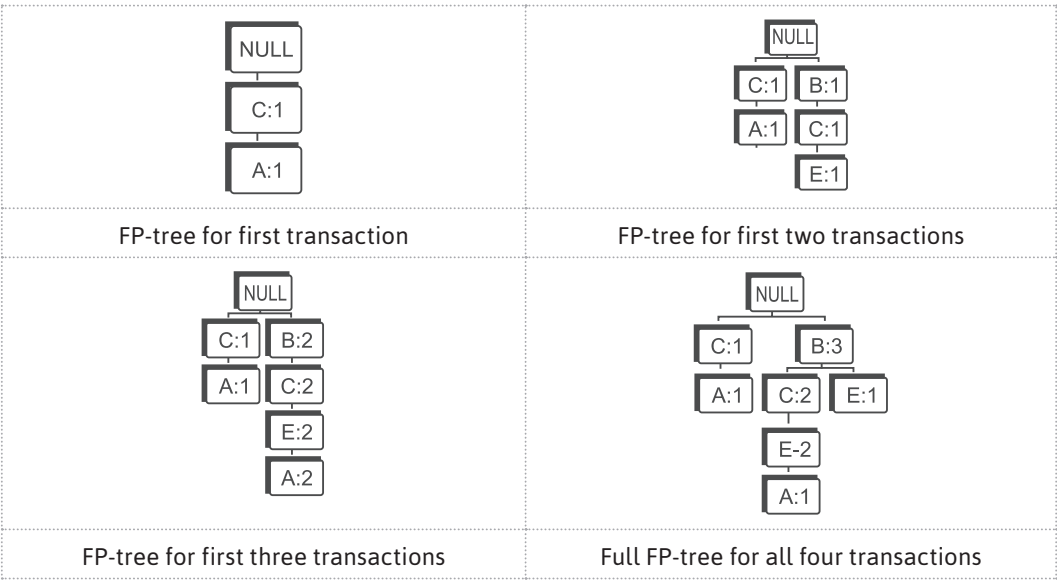 NULL
C:1
A:1
NULL
C:1 B:1
A:1 C:1
E:1
FP-tree for first transaction
FP-tree for first two transactions
NULL
C:1 B:2
A:1 C:2
E:2
A:2
NULL
C:1 B:3
A:1 C:2 E:1
E-2
A:1
FP-tree for first three transactions
Full FP-tree for all four transactions